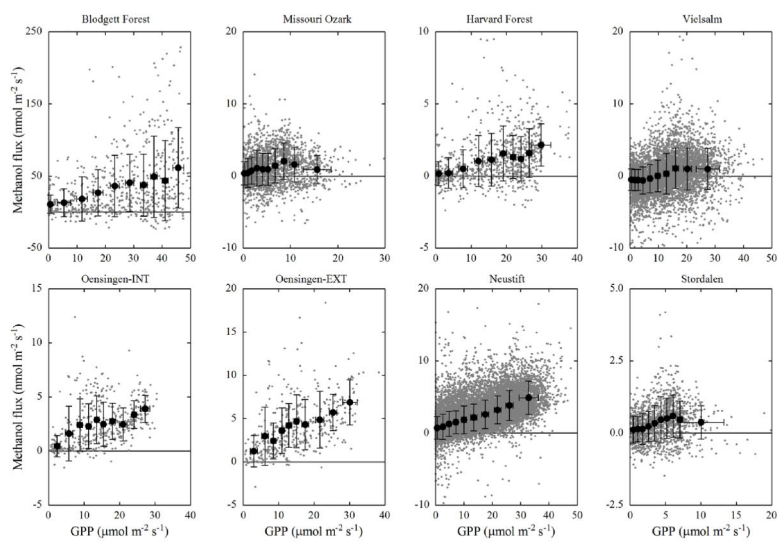 Blodgett Forest
Missouri Ozark
Harvard Forest
Vielsalm
Methanol flux (nmol m⁻² s⁻¹)
250
150
50
-50
0 10 20 30 40 50
20
10
0
-10
0 10 20 30
10
5
0
-5
0 10 20 30 40
20
10
0
-10
0 10 20 30 40 50
Oensingen-INT
Oensingen-EXT
Neustift
Stordalen
Methanol flux (nmol m⁻² s⁻¹)
15
10
5
0
-5
0 10 20 30 40
GPP (µmol m⁻² s⁻¹)
20
15
10
5
0
-5
0 10 20 30 40
GPP (µmol m⁻² s⁻¹)
20
10
0
-10
0 10 20 30 40 50
GPP (µmol m⁻² s⁻¹)
5.0
2.5
0.0
-2.5
0 5 10 15 20
GPP (µmol m⁻² s⁻¹)